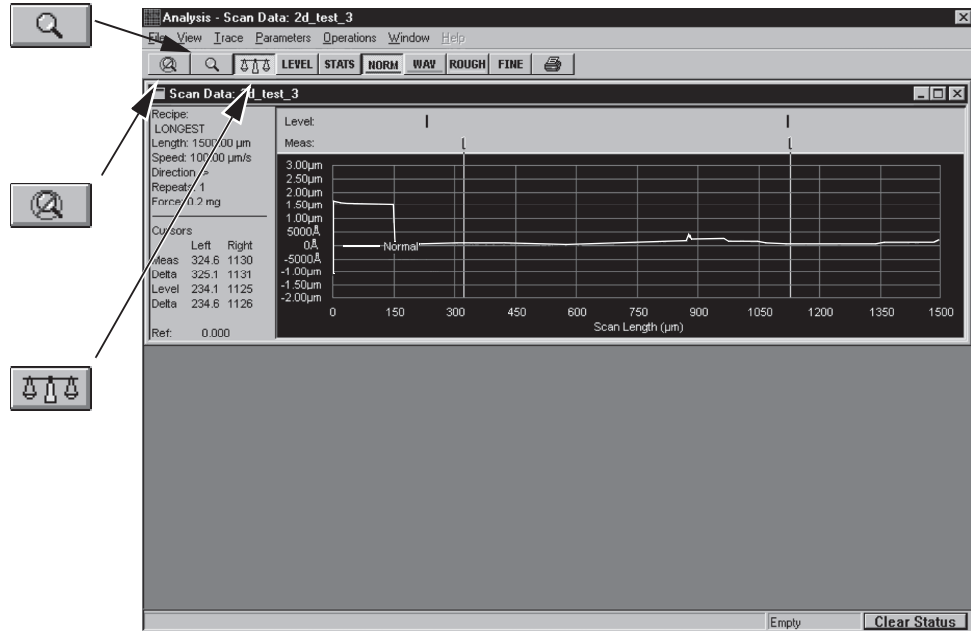 Analysis - Scan Data: 2d_test_3
File View Trace Parameters Operations Window Help
LEVEL STATS NORM WAV ROUGH FINE
Scan Data: 2d_test_3
Recipe:
LONGEST
Length: 1500.00 µm
Speed: 100.00 µm/s
Direction: >
Repeats: 1
Force: 0.2 mg
Cursors
Left Right
Meas 324.6 1130
Delta 325.1 1131
Level 234.1 1125
Delta 234.6 1126
Ref: 0.000
Level:
Meas:
3.00µm
2.50µm
2.00µm
1.50µm
1.00µm
5000Å
0Å
-5000Å
-1.00µm
-1.50µm
-2.00µm
Normal
0 150 300 450 600 750 900 1050 1200 1350 1500
Scan Length (µm)
Empty Clear Status